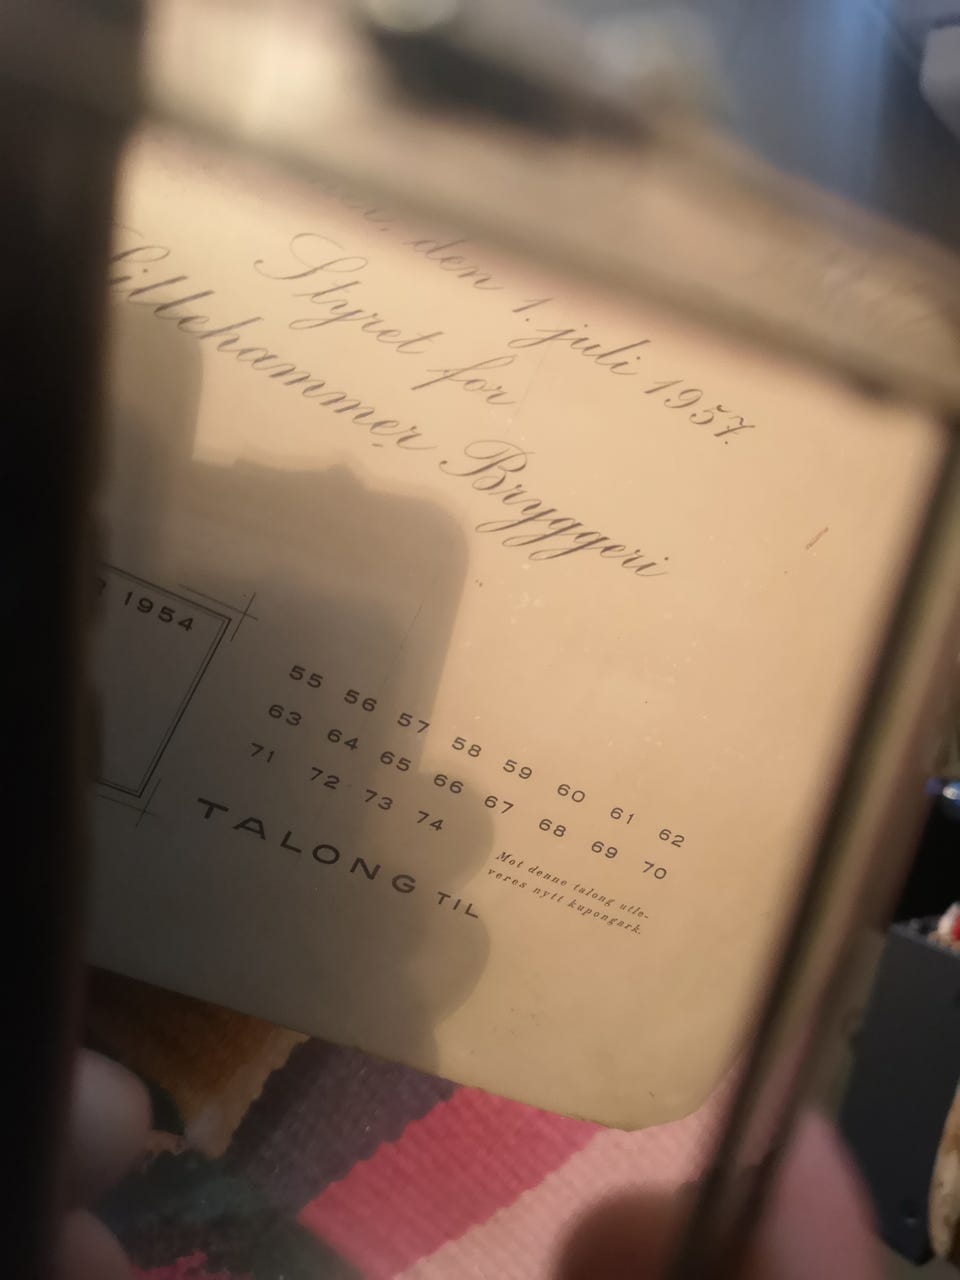 den 1. juli 1957.
Styret for
Lillehammer Bryggeri
1954
55 56 57 58 59 60 61 62
63 64 65 66 67 68 69 70
71 72 73 74
TALONG TIL
Mot denne talong utle-
veres nytt kupongark.